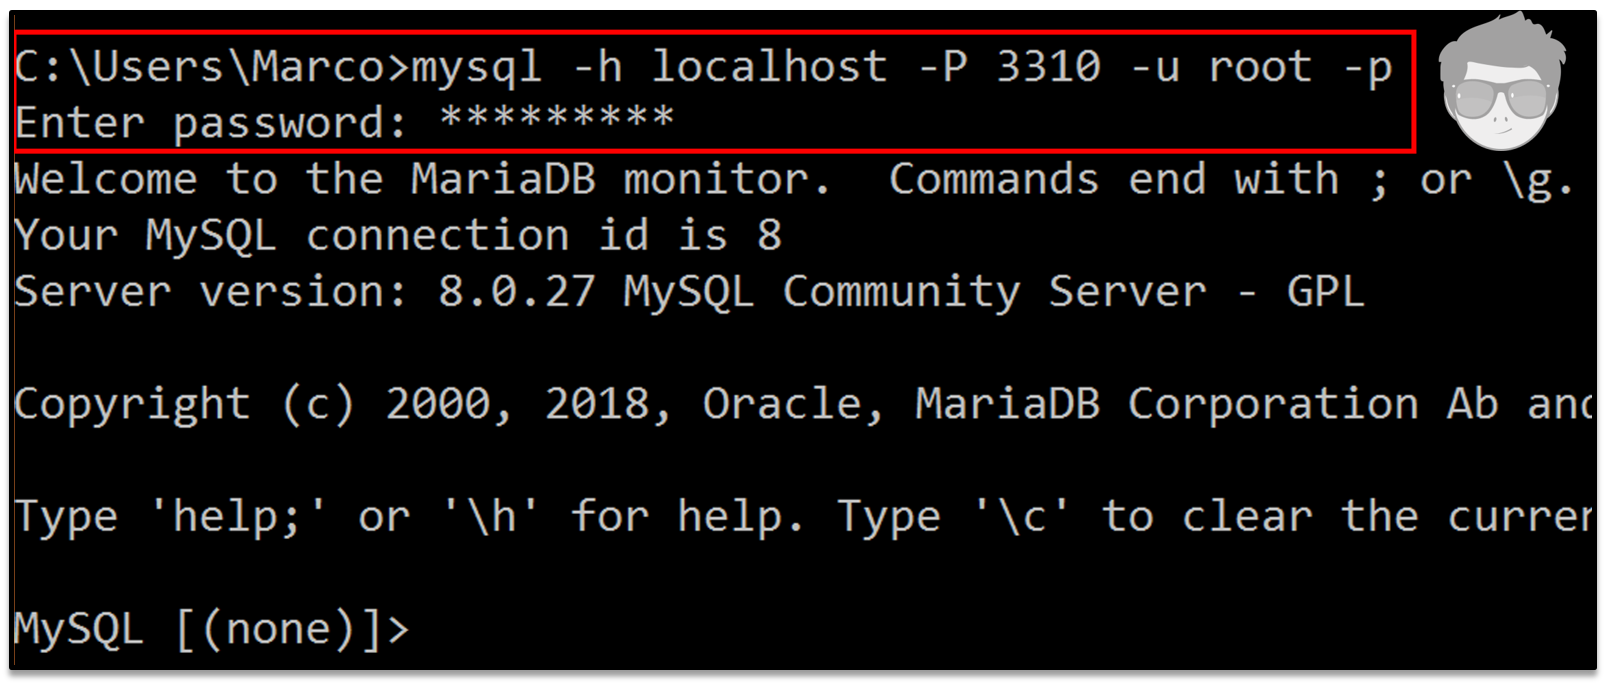 C:\Users\Marco>mysql -h localhost -P 3310 -u root -p
Enter password: *********
Welcome to the MariaDB monitor.  Commands end with ; or \g.
Your MySQL connection id is 8
Server version: 8.0.27 MySQL Community Server - GPL
Copyright (c) 2000, 2018, Oracle, MariaDB Corporation Ab and
Type 'help;' or '\h' for help. Type '\c' to clear the curren
MySQL [(none)]>